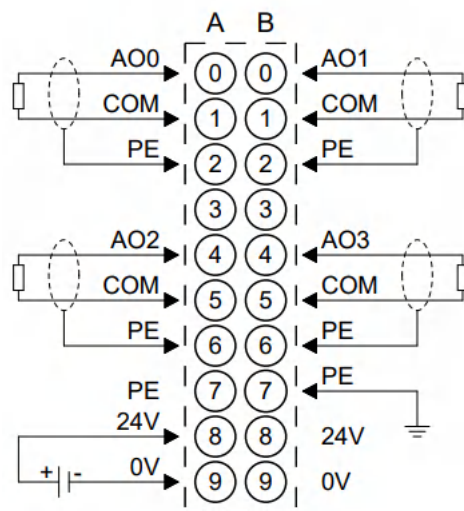 A B
AO0 0 0 AO1
COM 1 1 COM
PE 2 2 PE
3 3
AO2 4 4 AO3
COM 5 5 COM
PE 6 6 PE
PE 7 7 PE
24V 8 8 24V
+ - 0V 9 9 0V